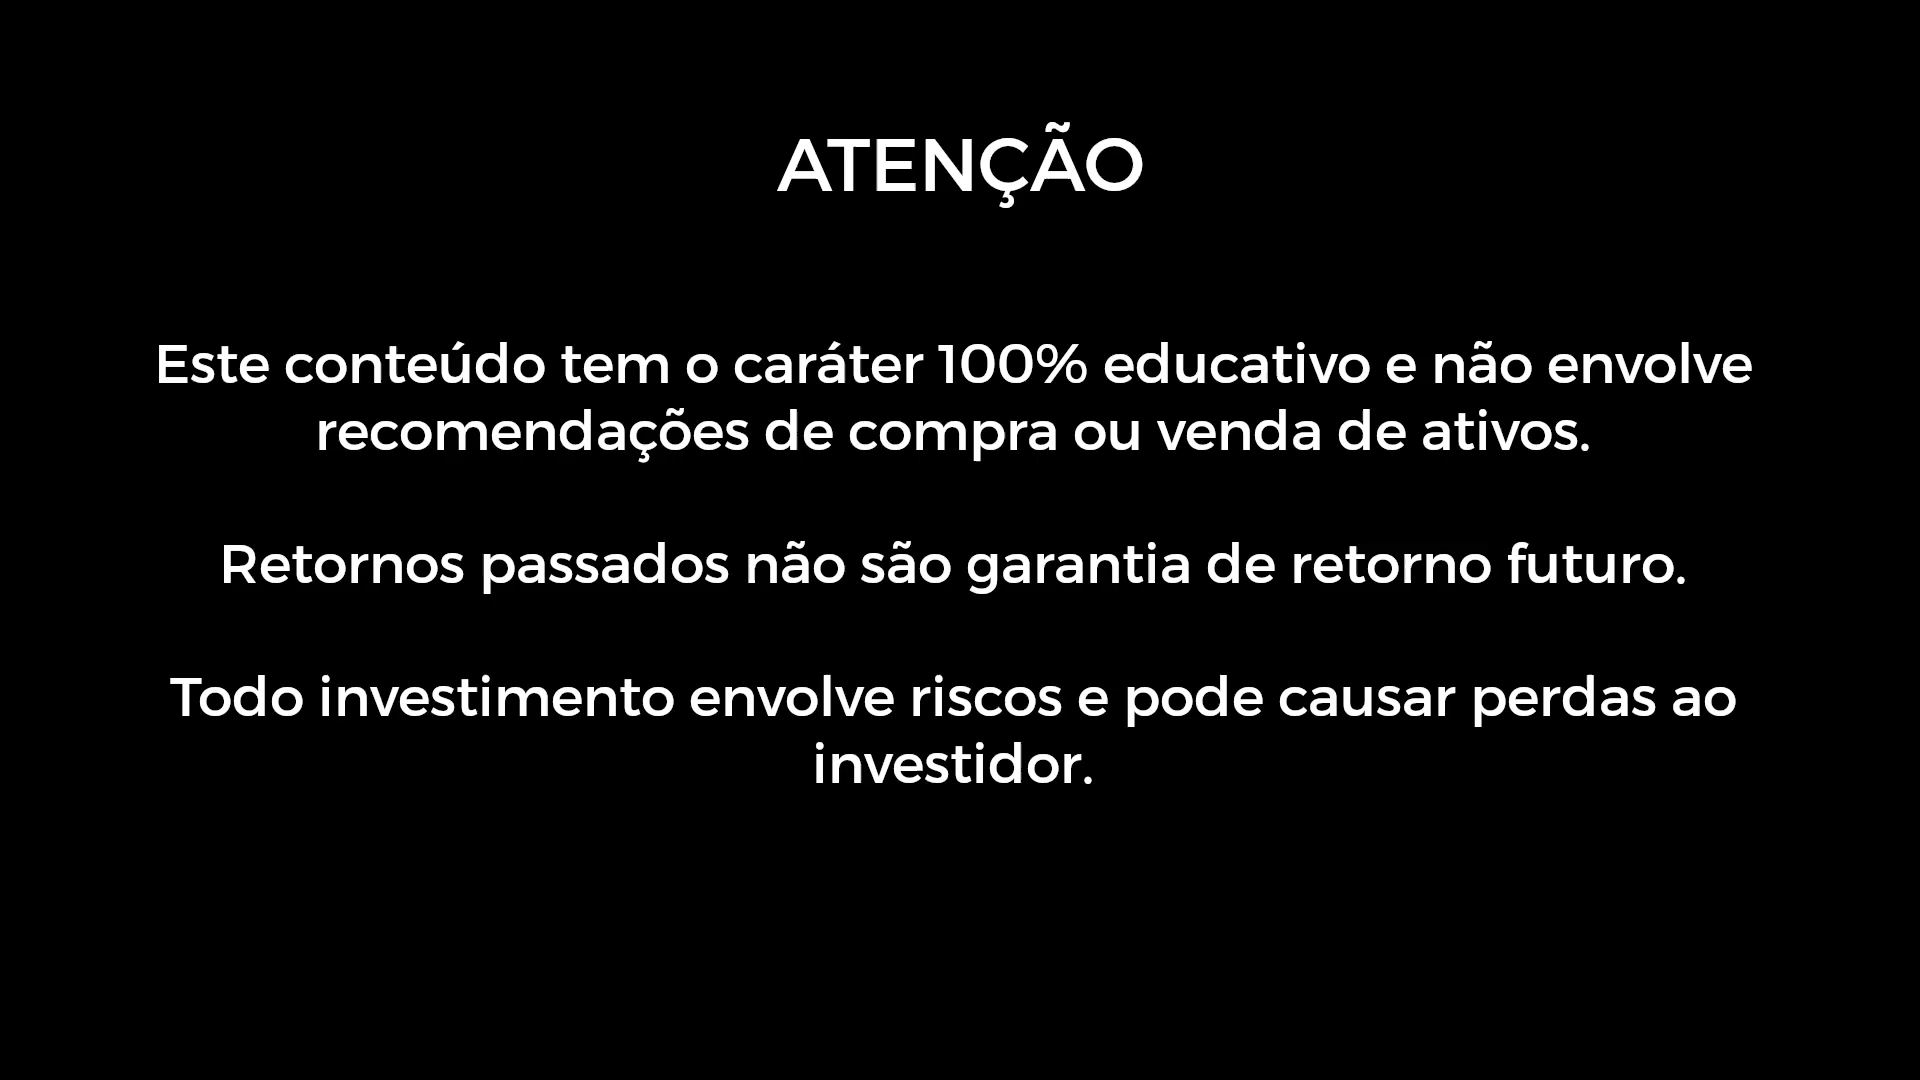 ATENÇÃO
Este conteúdo tem o caráter 100% educativo e não envolve
recomendações de compra ou venda de ativos.
Retornos passados não são garantia de retorno futuro.
Todo investimento envolve riscos e pode causar perdas ao
investidor.